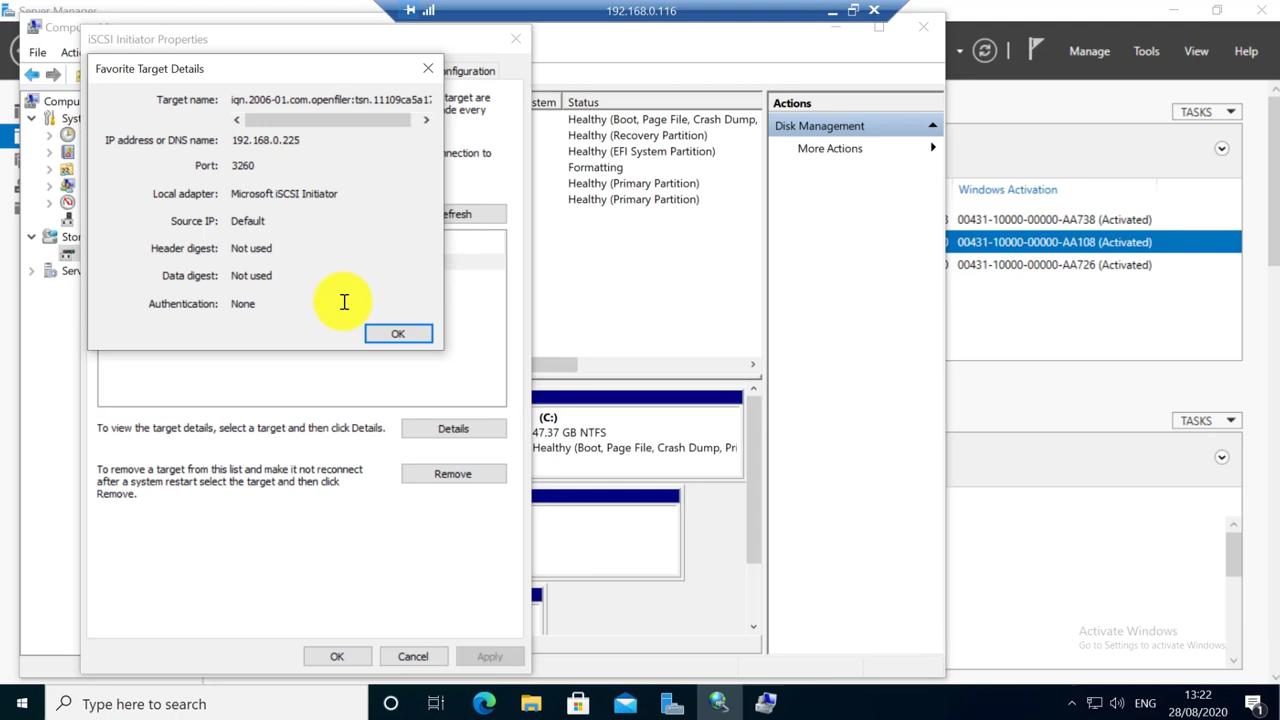 Server Manager
192.168.0.116
Compu
iSCSI Initiator Properties
File
Favorite Target Details
onfiguration
Manage
Tools
View
Help
Target name:
iqn.2006-01.com.openfiler:tsn.11109ca5a17
target are
de every
IP address or DNS name:
192.168.0.225
nnection to
Port:
3260
Local adapter:
Microsoft iSCSI Initiator
Source IP:
Default
efresh
Header digest:
Not used
Data digest:
Not used
Authentication:
None
OK
Compu
Syst
Stor
Serv
stem
Status
Healthy (Boot, Page File, Crash Dump,
Healthy (Recovery Partition)
Healthy (EFI System Partition)
Formatting
Healthy (Primary Partition)
Healthy (Primary Partition)
Actions
Disk Management
More Actions
TASKS
Windows Activation
00431-10000-00000-AA738 (Activated)
00431-10000-00000-AA108 (Activated)
00431-10000-00000-AA726 (Activated)
TASKS
(C:)
47.37 GB NTFS
Healthy (Boot, Page File, Crash Dump, Pri
To view the target details, select a target and then click Details.
Details
To remove a target from this list and make it not reconnect
after a system restart select the target and then click
Remove.
Remove
OK
Cancel
Apply
Activate Windows
Go to Settings to activate Windows.
Type here to search
ENG
13:22
28/08/2020
1